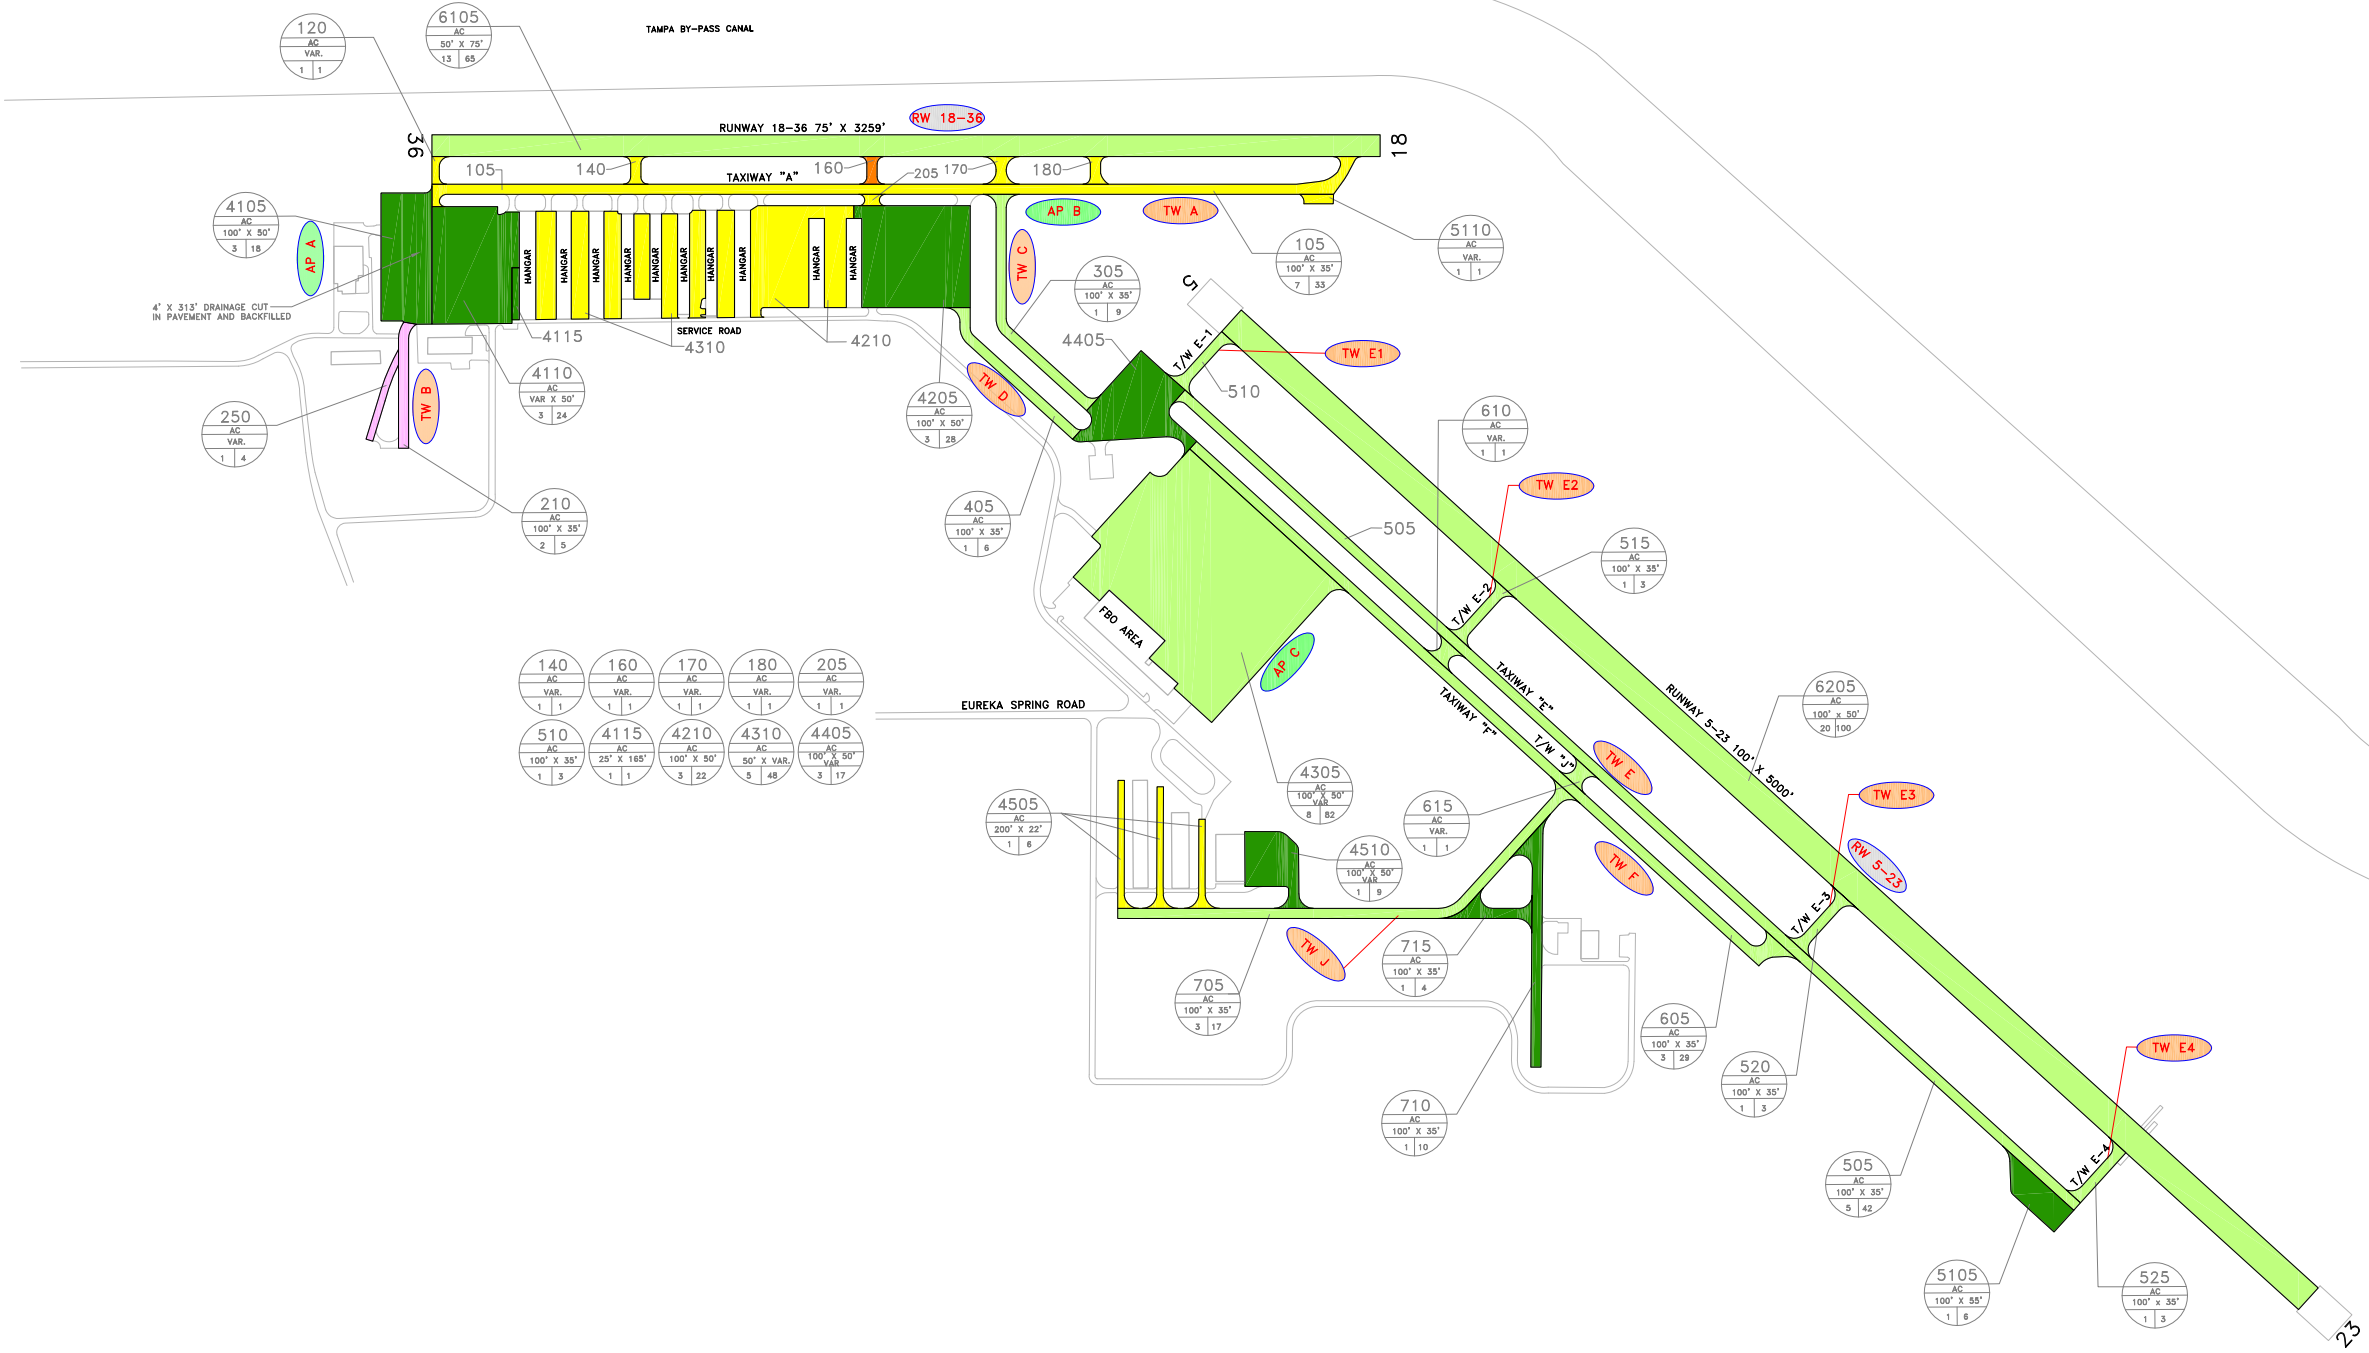 TAMPA BY-PASS CANAL
120
AC
VAR.
1 1
6105
AC
50' X 75'
13 65
RW 18-36
RUNWAY 18-36 75' X 3259'
36
18
105
140
160
170
180
205
TAXIWAY "A"
4105
AC
100' X 50'
3 18
AP A
AP B
TW A
TW C
5110
AC
VAR.
1 1
105
AC
100' X 35'
7 33
305
AC
100' X 35'
1 9
HANGAR
HANGAR
HANGAR
HANGAR
HANGAR
HANGAR
HANGAR
HANGAR
HANGAR
HANGAR
4' X 313' DRAINAGE CUT
IN PAVEMENT AND BACKFILLED
SERVICE ROAD
4115
4310
4210
4405
5
T/W E-1
TW E1
510
4110
AC
VAR X 50'
3 24
TW B
TW D
4205
AC
100' X 50'
3 28
250
AC
VAR.
1 4
610
AC
VAR.
1 1
TW E2
210
AC
100' X 35'
2 5
405
AC
100' X 35'
1 6
505
515
AC
100' X 35'
1 3
T/W E-2
FBO AREA
AP C
140
AC
VAR.
1 1
160
AC
VAR.
1 1
170
AC
VAR.
1 1
180
AC
VAR.
1 1
205
AC
VAR.
1 1
510
AC
100' X 35'
1 3
4115
AC
25' X 165'
1 1
4210
AC
100' X 50'
3 22
4310
AC
50' X VAR.
5 48
4405
AC
100' X 50'
VAR
3 17
EUREKA SPRING ROAD
TAXIWAY "E"
TAXIWAY "F"
T/W "J"
RUNWAY 5-23 100' X 5000'
6205
AC
100' x 50'
20 100
TW E
4305
AC
100' X 50'
VAR
8 82
4505
AC
200' X 22'
1 6
615
AC
VAR.
1 1
TW E3
4510
AC
100' X 50'
VAR
1 9
TW F
RW 5-23
T/W E-3
TW J
715
AC
100' X 35'
1 4
705
AC
100' X 35'
3 17
605
AC
100' X 35'
3 29
520
AC
100' X 35'
1 3
TW E4
710
AC
100' X 35'
1 10
T/W E-4
505
AC
100' X 35'
5 42
5105
AC
100' X 55'
1 6
525
AC
100' x 35'
1 3
23